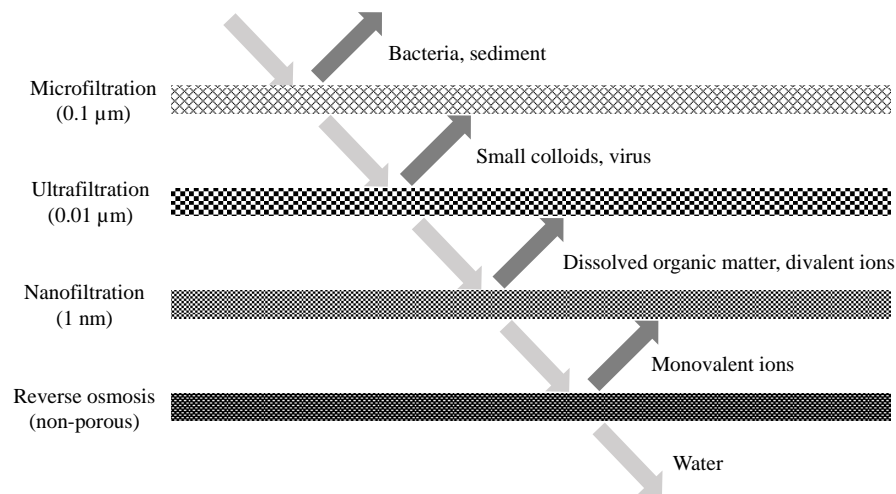 Bacteria, sediment
Microfiltration
(0.1 µm)
Small colloids, virus
Ultrafiltration
(0.01 µm)
Dissolved organic matter, divalent ions
Nanofiltration
(1 nm)
Monovalent ions
Reverse osmosis
(non-porous)
Water